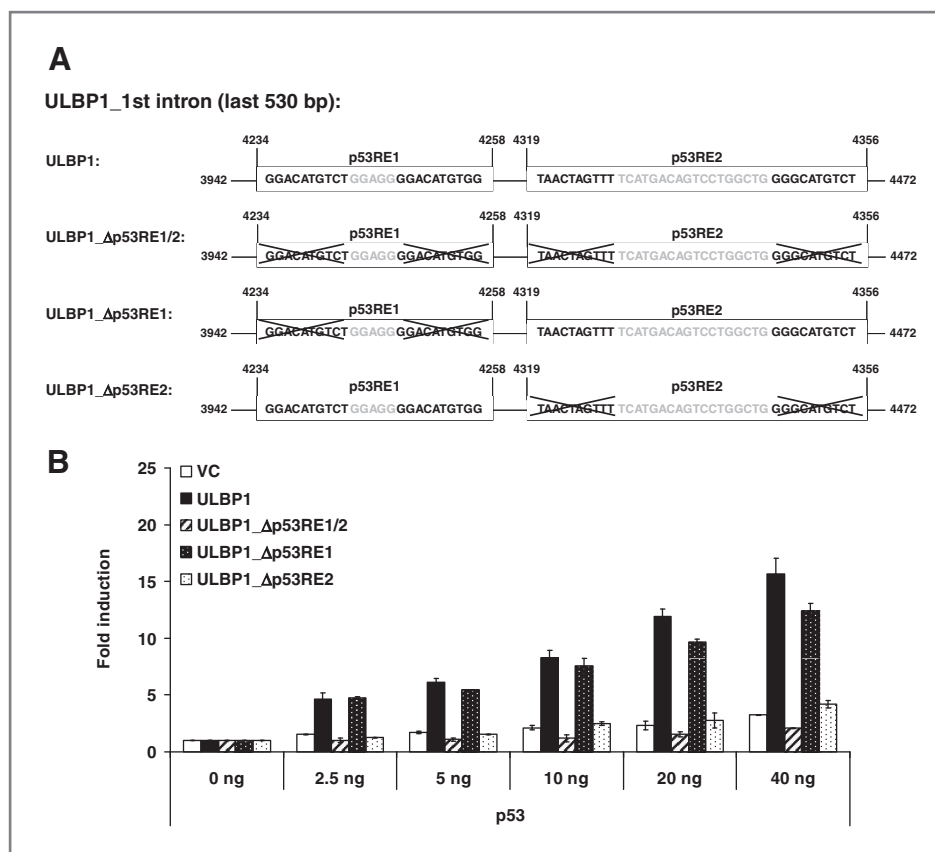 A
ULBP1_1st intron (last 530 bp):
4234 4258 4319 4356
ULBP1: p53RE1 p53RE2
3942 GGACATGTCT GGAGG GGACATGTGG TAACTAGTTT TCATGACAGTCCTGGCTG GGGCATGTCT 4472
4234 4258 4319 4356
ULBP1_Δp53RE1/2: p53RE1 p53RE2
3942 GGACATGTCT GGAGG GGACATGTGG TAACTAGTTT TCATGACAGTCCTGGCTG GGGCATGTCT 4472
4234 4258 4319 4356
ULBP1_Δp53RE1: p53RE1 p53RE2
3942 GGACATGTCT GGAGG GGACATGTGG TAACTAGTTT TCATGACAGTCCTGGCTG GGGCATGTCT 4472
4234 4258 4319 4356
ULBP1_Δp53RE2: p53RE1 p53RE2
3942 GGACATGTCT GGAGG GGACATGTGG TAACTAGTTT TCATGACAGTCCTGGCTG GGGCATGTCT 4472
B
Fold induction
25
20
15
10
5
0
VC
ULBP1
ULBP1_Δp53RE1/2
ULBP1_Δp53RE1
ULBP1_Δp53RE2
0 ng 2.5 ng 5 ng 10 ng 20 ng 40 ng
p53